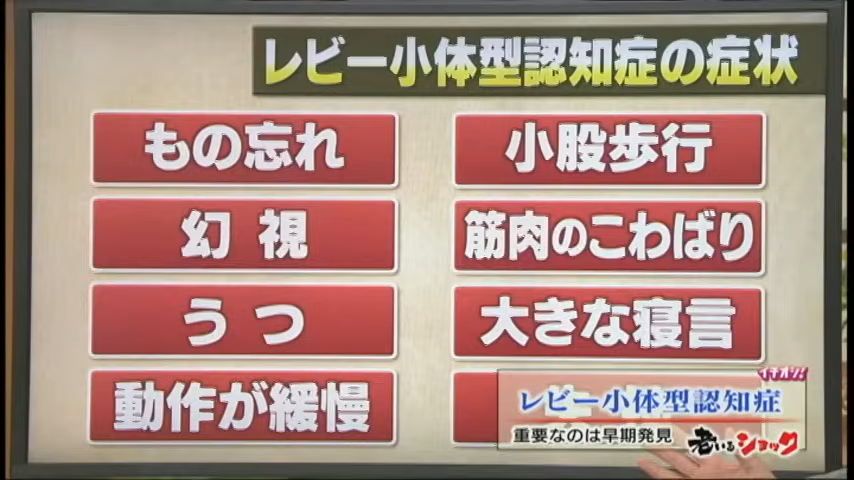 レビー小体型認知症の症状
もの忘れ
小股歩行
幻視
筋肉のこわばり
うつ
大きな寝言
動作が緩慢
イチオシ!
レビー小体型認知症
重要なのは早期発見
老いるショック